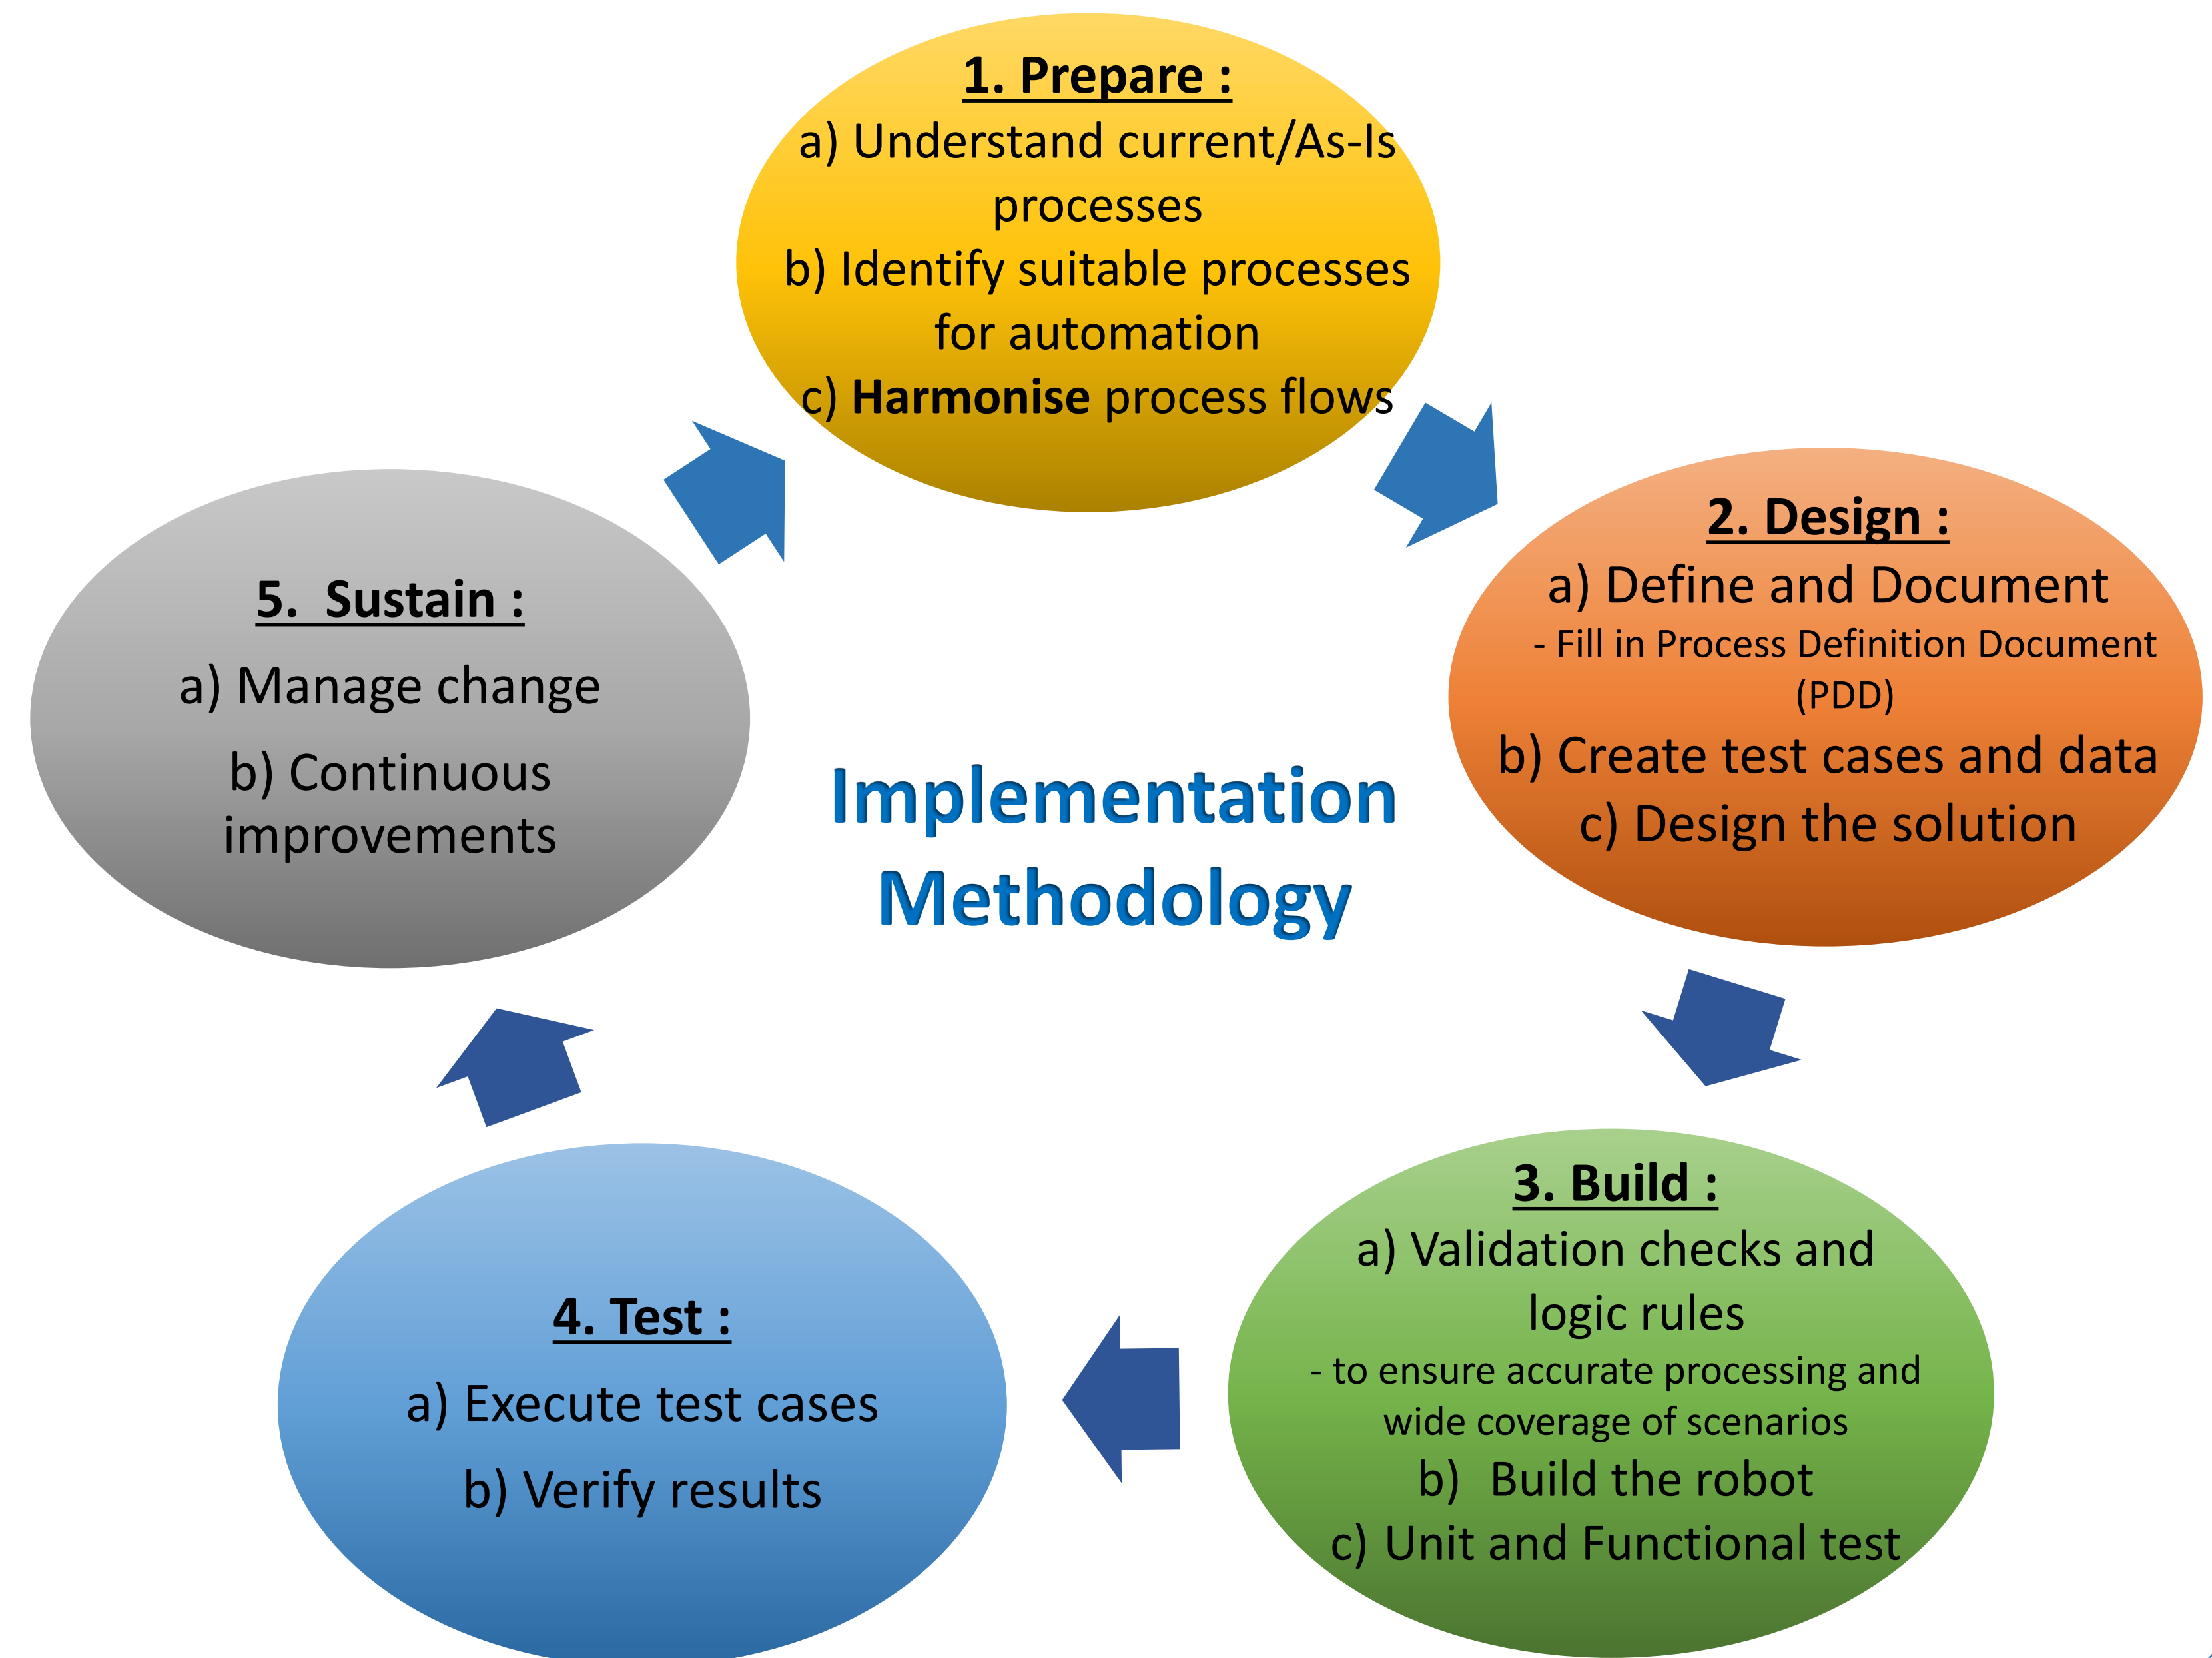 1. Prepare :
a) Understand current/As-Is
processes
b) Identify suitable processes
for automation
c) Harmonise process flows
2. Design :
a) Define and Document
- Fill in Process Definition Document
(PDD)
b) Create test cases and data
c) Design the solution
3. Build :
a) Validation checks and
logic rules
- to ensure accurate processing and
wide coverage of scenarios
b) Build the robot
c) Unit and Functional test
4. Test :
a) Execute test cases
b) Verify results
5. Sustain :
a) Manage change
b) Continuous
improvements
Implementation
Methodology